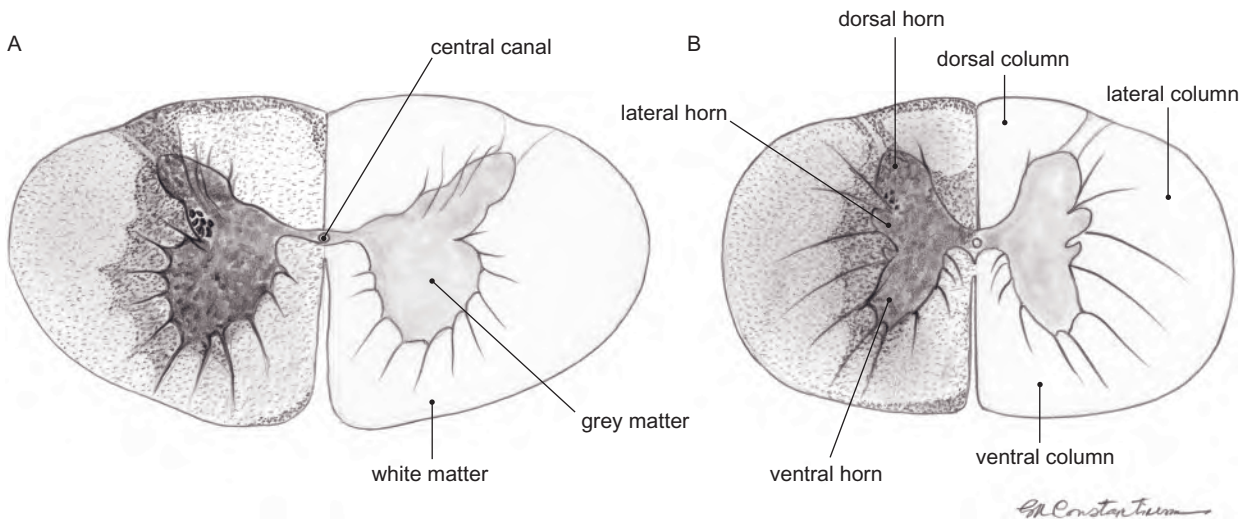 A
central canal
grey matter
white matter
B
dorsal horn
dorsal column
lateral column
lateral horn
ventral horn
ventral column